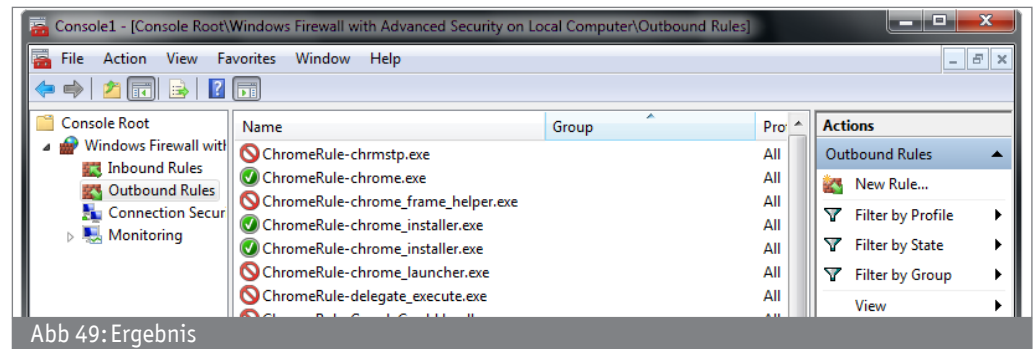 Console1 - [Console Root\Windows Firewall with Advanced Security on Local Computer\Outbound Rules]
File Action View Favorites Window Help
Console Root
Windows Firewall with
Inbound Rules
Outbound Rules
Connection Secur
Monitoring
Name Group Pro
ChromeRule-chrmstp.exe All
ChromeRule-chrome.exe All
ChromeRule-chrome_frame_helper.exe All
ChromeRule-chrome_installer.exe All
ChromeRule-chrome_installer.exe All
ChromeRule-chrome_launcher.exe All
ChromeRule-delegate_execute.exe All
Actions
Outbound Rules
New Rule...
Filter by Profile
Filter by State
Filter by Group
View
Abb 49: Ergebnis